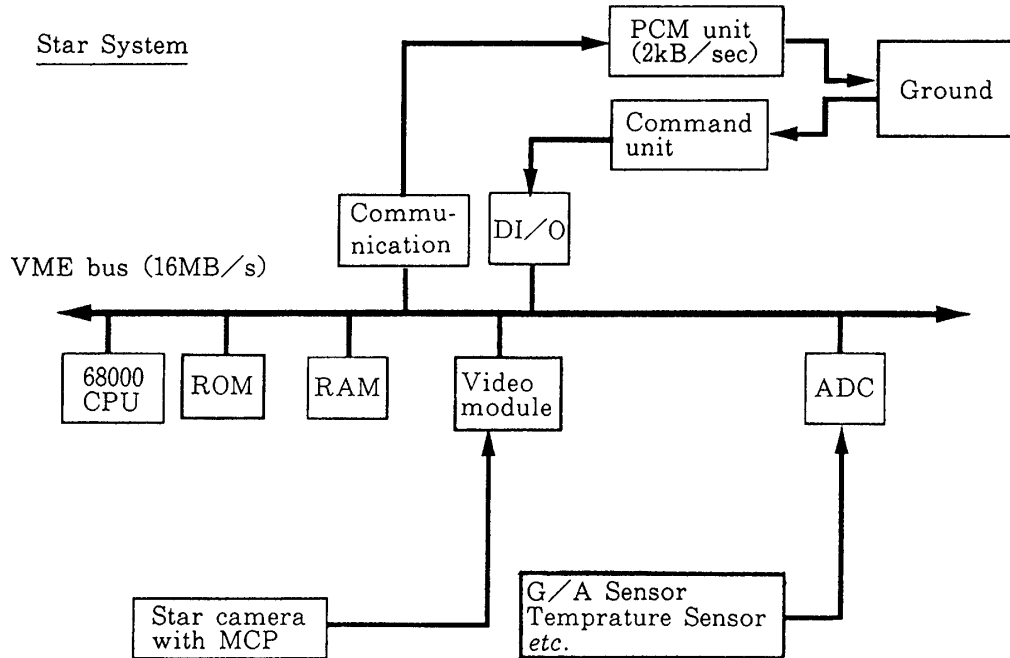 Star System
PCM unit
(2kB/sec)
Ground
Command
unit
Commu-
nication
DI/O
VME bus (16MB/s)
68000
CPU
ROM
RAM
Video
module
ADC
Star camera
with MCP
G/A Sensor
Temprature Sensor
etc.